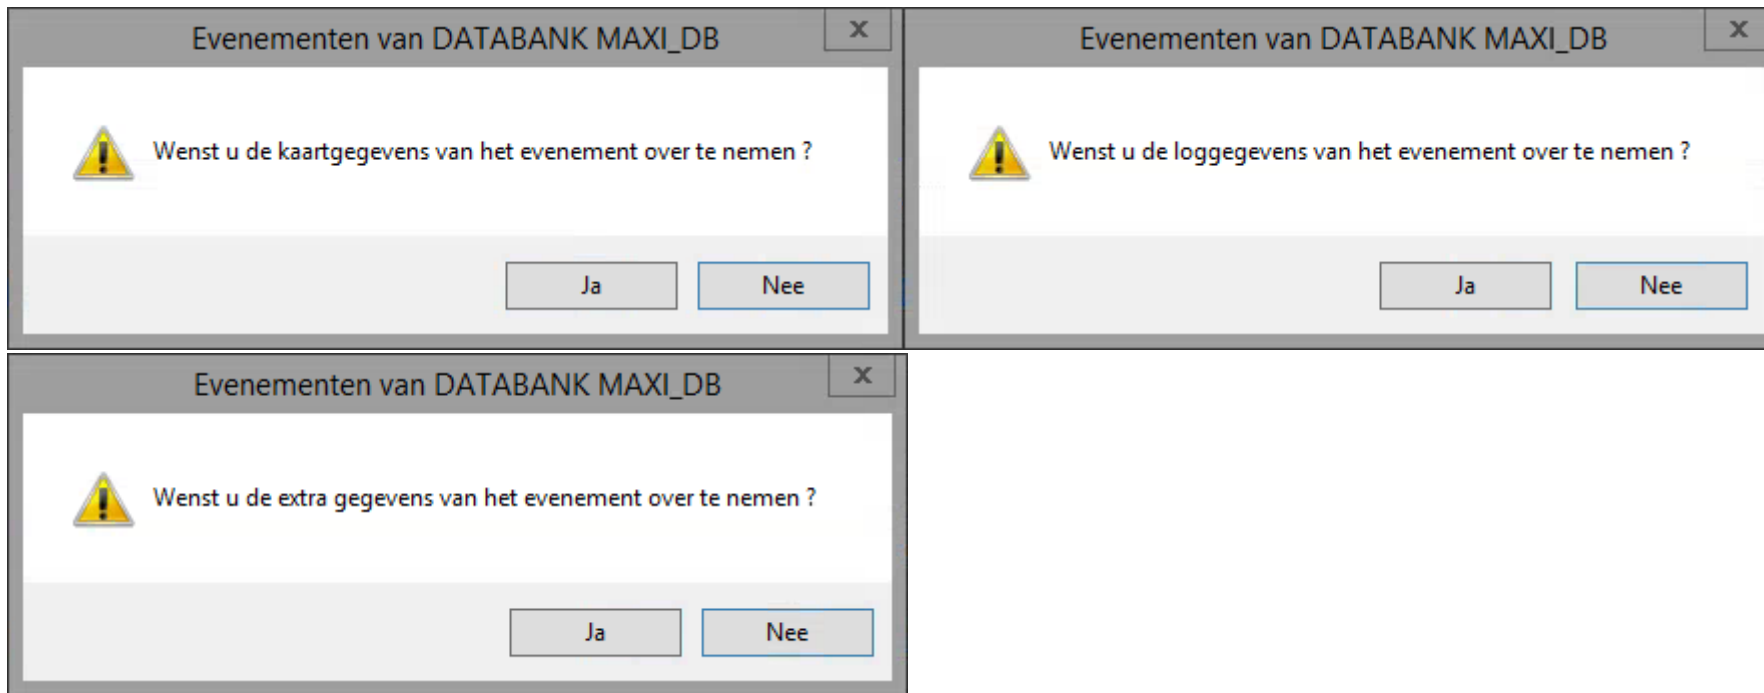 Evenementen van DATABANK MAXI_DB
x
Wenst u de kaartgegevens van het evenement over te nemen ?
Ja
Nee
Evenementen van DATABANK MAXI_DB
x
Wenst u de loggegevens van het evenement over te nemen ?
Ja
Nee
Evenementen van DATABANK MAXI_DB
x
Wenst u de extra gegevens van het evenement over te nemen ?
Ja
Nee